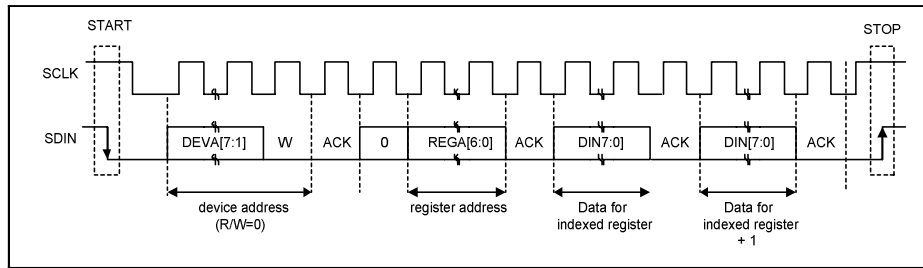 START
STOP
SCLK
SDIN
DEVA[7:1] W ACK 0 REGA[6:0] ACK DIN7:0] ACK DIN[7:0] ACK
device address
(R/W=0)
register address
Data for
indexed register
Data for
indexed register
+ 1